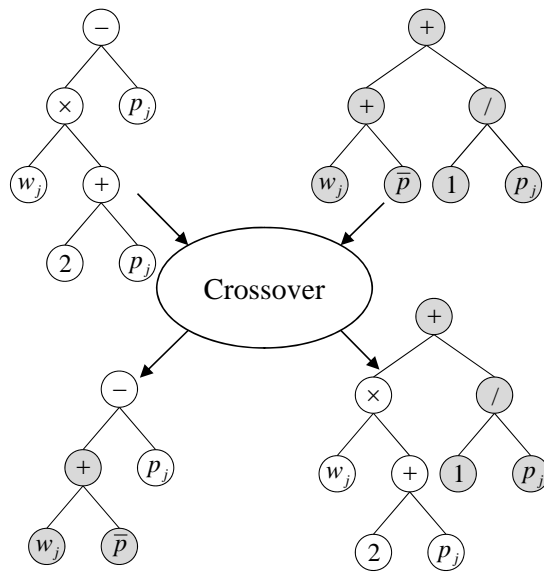 − +
× p_j + /
w_j + w_j p̅ 1 p_j
2 p_j
Crossover
+
− × /
+ p_j w_j + 1 p_j
w_j p̅ 2 p_j